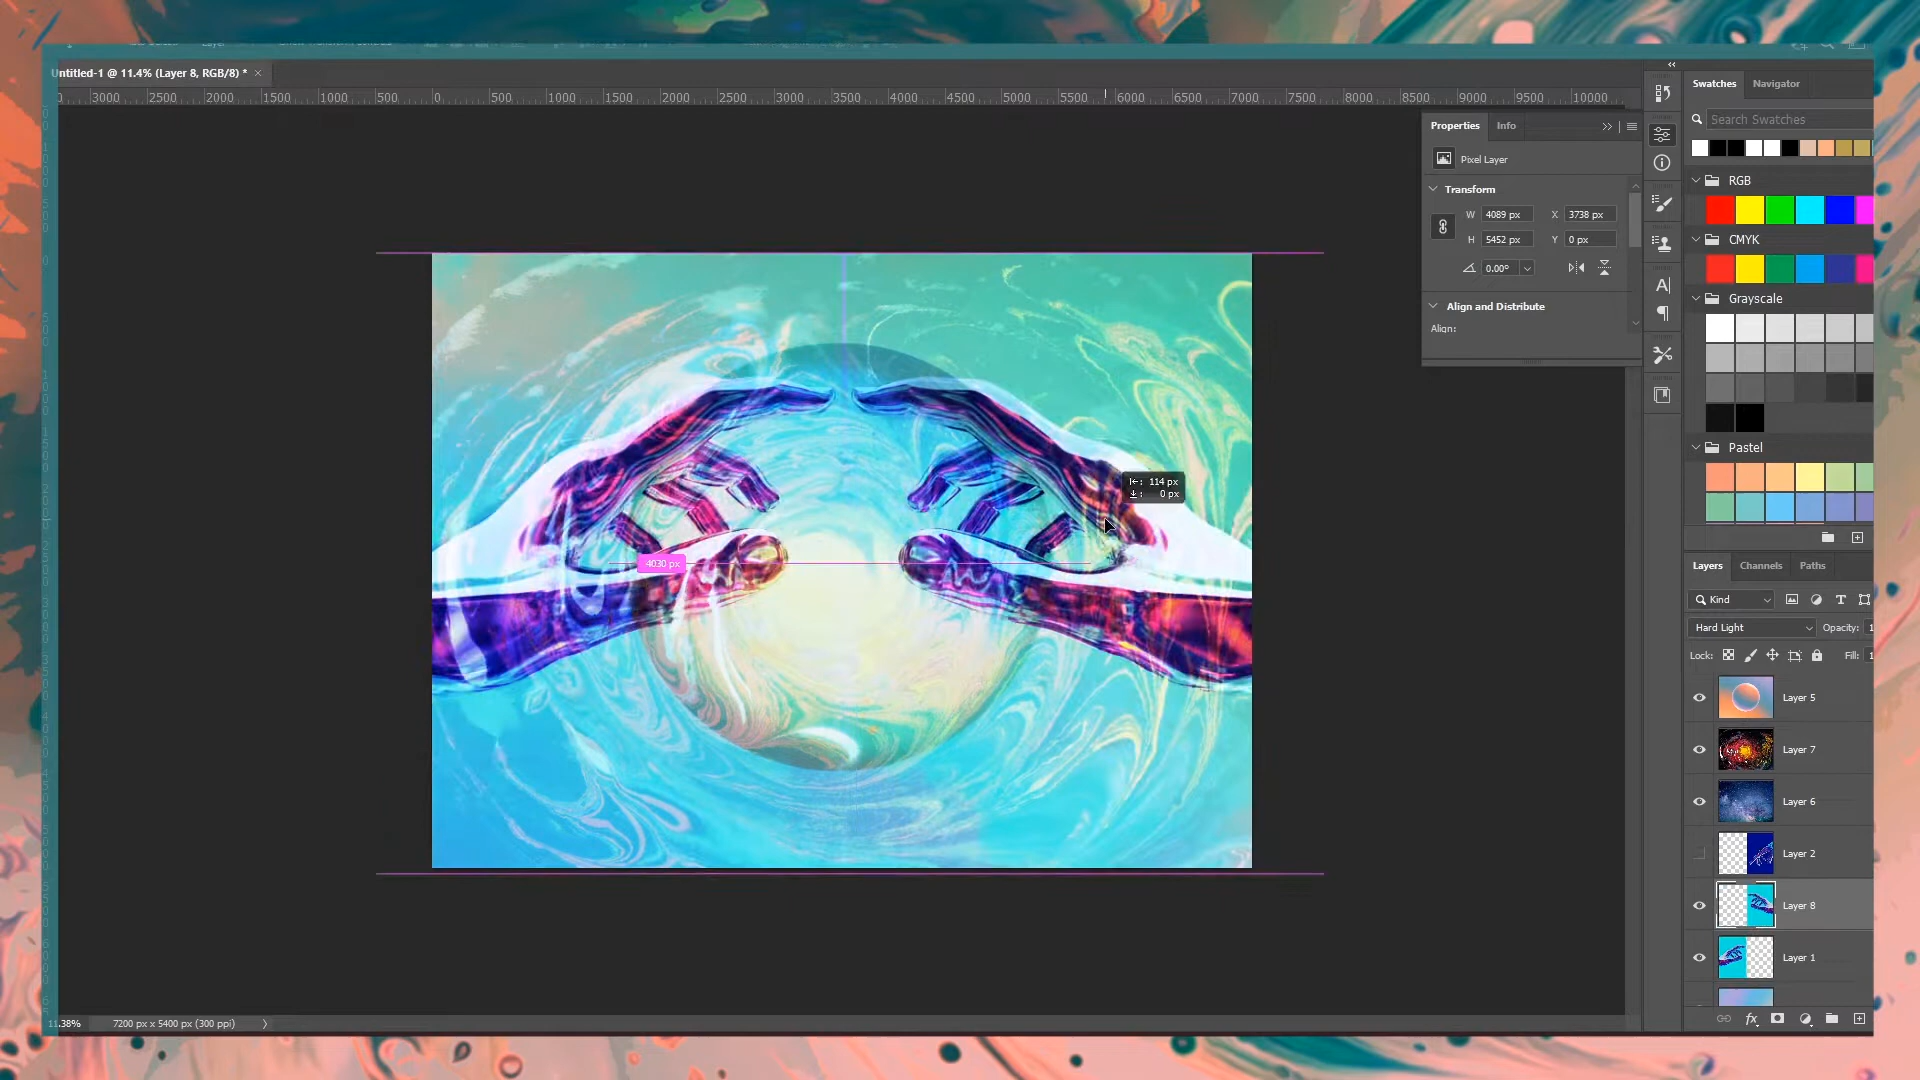 Untitled-1 @ 11.4% (Layer 8, RGB/8) * ×
3000 2500 2000 1500 1000 500 0 500 1000 1500 2000 2500 3000 3500 4000 4500 5000 5500 6000 6500 7000 7500 8000 8500 9000 9500 10000
Properties Info
Pixel Layer
Transform
W 4089 px X 3738 px
H 5452 px Y 0 px
0.00°
Align and Distribute
Align:
Swatches Navigator
Search Swatches
RGB
CMYK
Grayscale
Pastel
114 px
0 px
4030 px
Layers Channels Paths
Kind
Hard Light Opacity: 1
Lock: Fill: 1
Layer 5
Layer 7
Layer 6
Layer 2
Layer 8
Layer 1
fx
11.38% 7200 px x 5400 px (300 ppi)